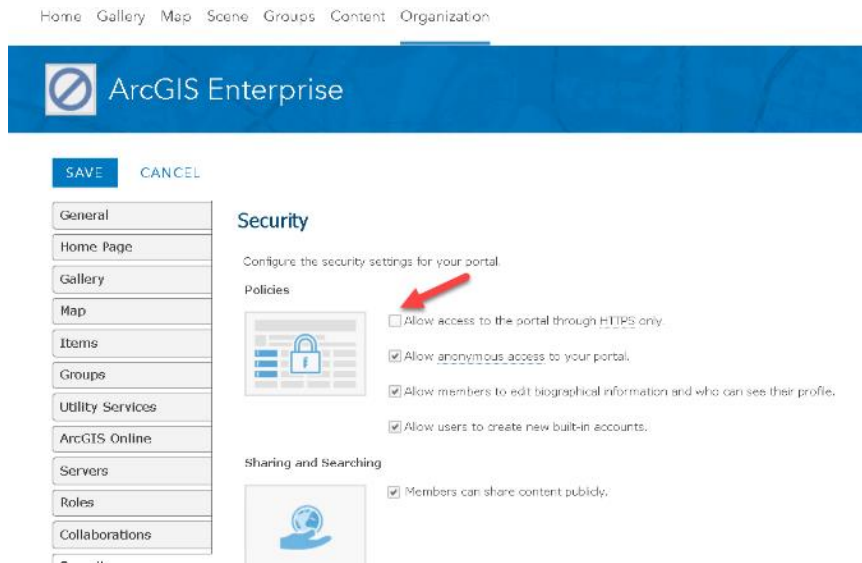 Home Gallery Map Scene Groups Content Organization
ArcGIS Enterprise
SAVE CANCEL
General
Home Page
Gallery
Map
Items
Groups
Utility Services
ArcGIS Online
Servers
Roles
Collaborations
Security
Configure the security settings for your portal.
Policies
Allow access to the portal through HTTPS only.
Allow anonymous access to your portal.
Allow members to edit biographical information and who can see their profile.
Allow users to create new built-in accounts.
Sharing and Searching
Members can share content publicly.